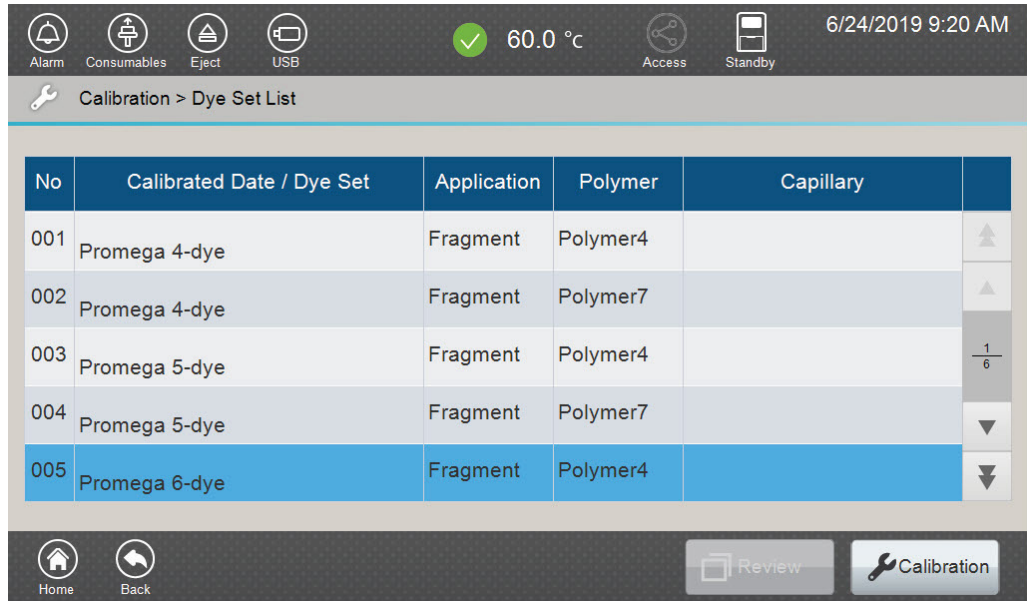 60.0 °c
6/24/2019 9:20 AM
Alarm Consumables Eject USB Access Standby
Calibration > Dye Set List
No Calibrated Date / Dye Set Application Polymer Capillary
001 Promega 4-dye Fragment Polymer4
002 Promega 4-dye Fragment Polymer7
003 Promega 5-dye Fragment Polymer4
1
6
004 Promega 5-dye Fragment Polymer7
005 Promega 6-dye Fragment Polymer4
Review Calibration
Home Back